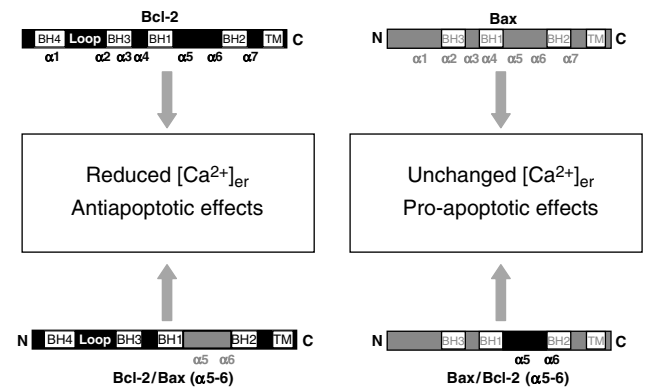 Bcl-2
BH4 Loop BH3 BH1 BH2 TM C
α1 α2 α3 α4 α5 α6 α7
Bax
N BH3 BH1 BH2 TM C
α1 α2 α3 α4 α5 α6 α7
Reduced [Ca²⁺]er
Antiapoptotic effects
Unchanged [Ca²⁺]er
Pro-apoptotic effects
N BH4 Loop BH3 BH1 BH2 TM C
α5 α6
Bcl-2/Bax (α5-6)
N BH3 BH1 BH2 TM C
α5 α6
Bax/Bcl-2 (α5-6)